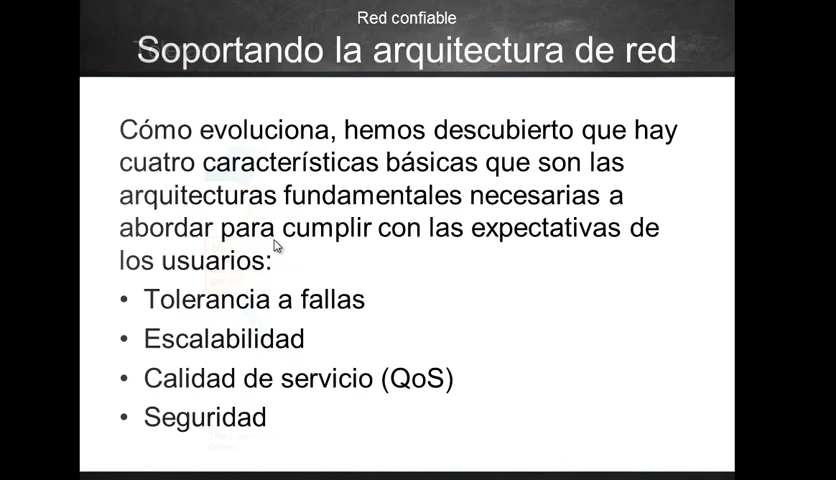 Red confiable
Soportando la arquitectura de red
Cómo evoluciona, hemos descubierto que hay
cuatro características básicas que son las
arquitecturas fundamentales necesarias a
abordar para cumplir con las expectativas de
los usuarios:
• Tolerancia a fallas
• Escalabilidad
• Calidad de servicio (QoS)
• Seguridad